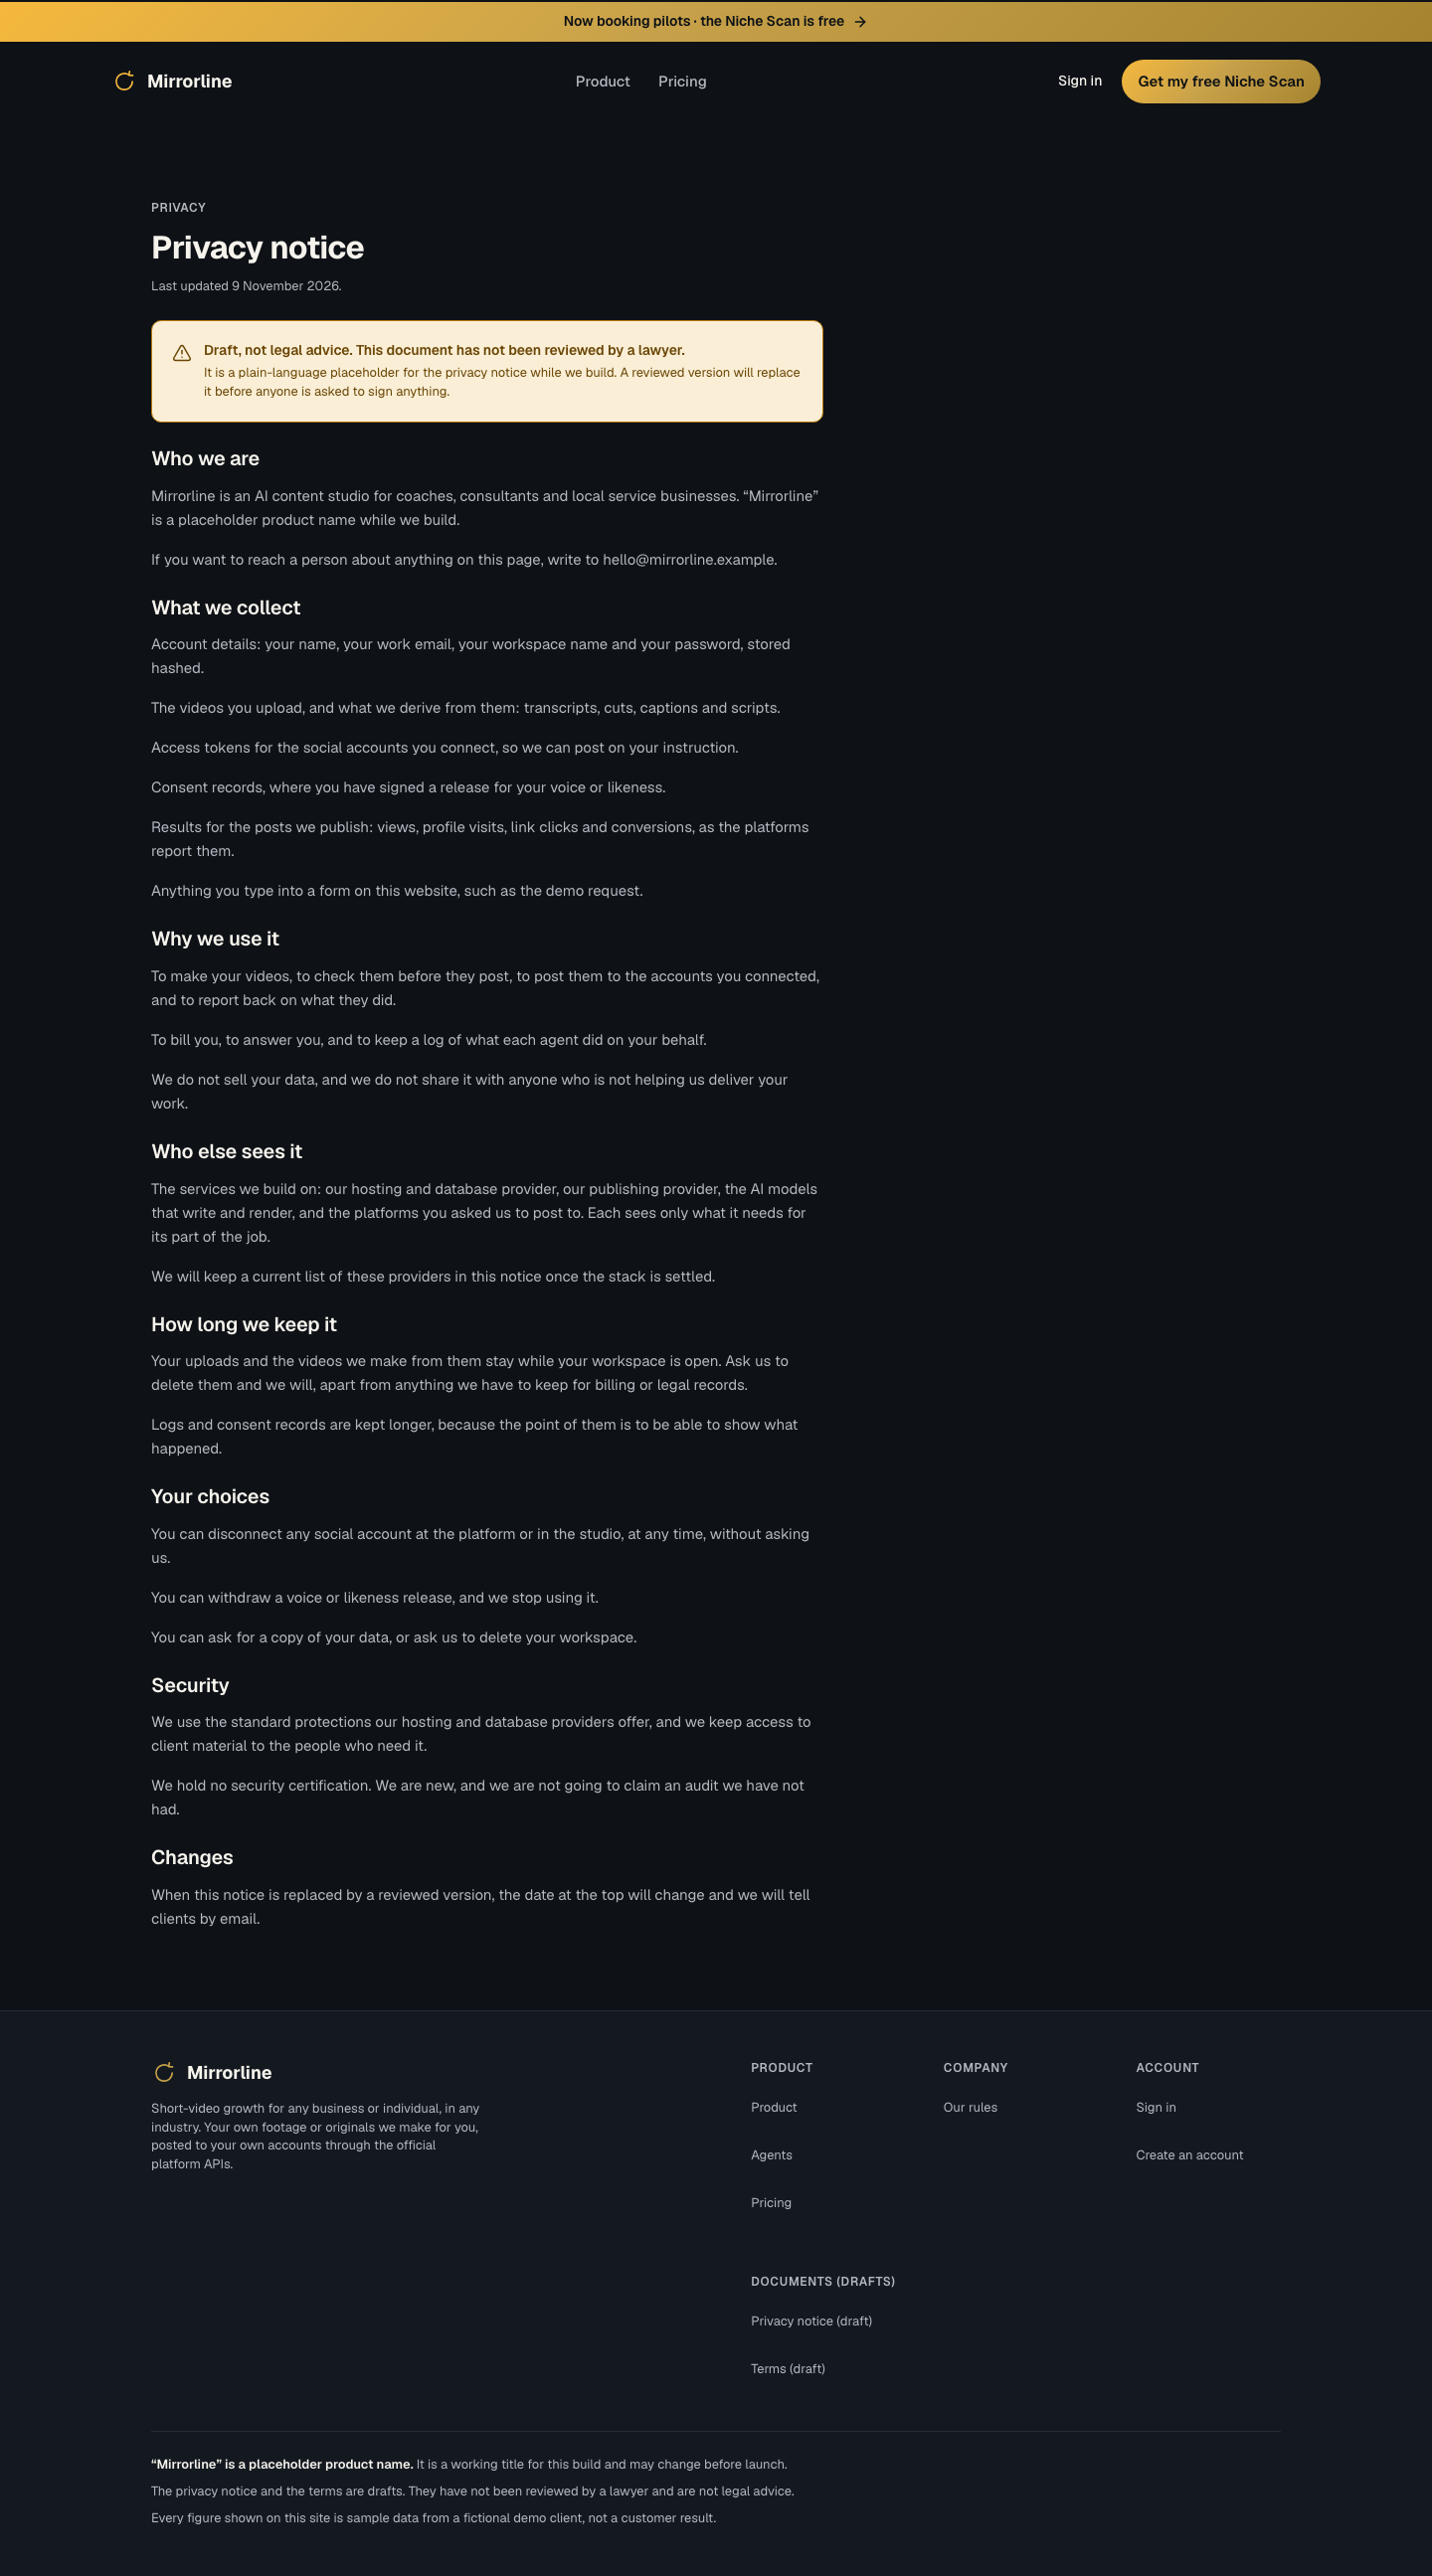 Now booking pilots · the Niche Scan is free →
Mirrorline
Product
Pricing
Sign in
Get my free Niche Scan
PRIVACY
Privacy notice
Last updated 9 November 2026.
Draft, not legal advice. This document has not been reviewed by a lawyer.
It is a plain-language placeholder for the privacy notice while we build. A reviewed version will replace
it before anyone is asked to sign anything.
Who we are
Mirrorline is an AI content studio for coaches, consultants and local service businesses. “Mirrorline”
is a placeholder product name while we build.
If you want to reach a person about anything on this page, write to hello@mirrorline.example.
What we collect
Account details: your name, your work email, your workspace name and your password, stored
hashed.
The videos you upload, and what we derive from them: transcripts, cuts, captions and scripts.
Access tokens for the social accounts you connect, so we can post on your instruction.
Consent records, where you have signed a release for your voice or likeness.
Results for the posts we publish: views, profile visits, link clicks and conversions, as the platforms
report them.
Anything you type into a form on this website, such as the demo request.
Why we use it
To make your videos, to check them before they post, to post them to the accounts you connected,
and to report back on what they did.
To bill you, to answer you, and to keep a log of what each agent did on your behalf.
We do not sell your data, and we do not share it with anyone who is not helping us deliver your
work.
Who else sees it
The services we build on: our hosting and database provider, our publishing provider, the AI models
that write and render, and the platforms you asked us to post to. Each sees only what it needs for
its part of the job.
We will keep a current list of these providers in this notice once the stack is settled.
How long we keep it
Your uploads and the videos we make from them stay while your workspace is open. Ask us to
delete them and we will, apart from anything we have to keep for billing or legal records.
Logs and consent records are kept longer, because the point of them is to be able to show what
happened.
Your choices
You can disconnect any social account at the platform or in the studio, at any time, without asking
us.
You can withdraw a voice or likeness release, and we stop using it.
You can ask for a copy of your data, or ask us to delete your workspace.
Security
We use the standard protections our hosting and database providers offer, and we keep access to
client material to the people who need it.
We hold no security certification. We are new, and we are not going to claim an audit we have not
had.
Changes
When this notice is replaced by a reviewed version, the date at the top will change and we will tell
clients by email.
Mirrorline
Short-video growth for any business or individual, in any
industry. Your own footage or originals we make for you,
posted to your own accounts through the official
platform APIs.
PRODUCT
Product
Agents
Pricing
COMPANY
Our rules
ACCOUNT
Sign in
Create an account
DOCUMENTS (DRAFTS)
Privacy notice (draft)
Terms (draft)
“Mirrorline” is a placeholder product name. It is a working title for this build and may change before launch.
The privacy notice and the terms are drafts. They have not been reviewed by a lawyer and are not legal advice.
Every figure shown on this site is sample data from a fictional demo client, not a customer result.